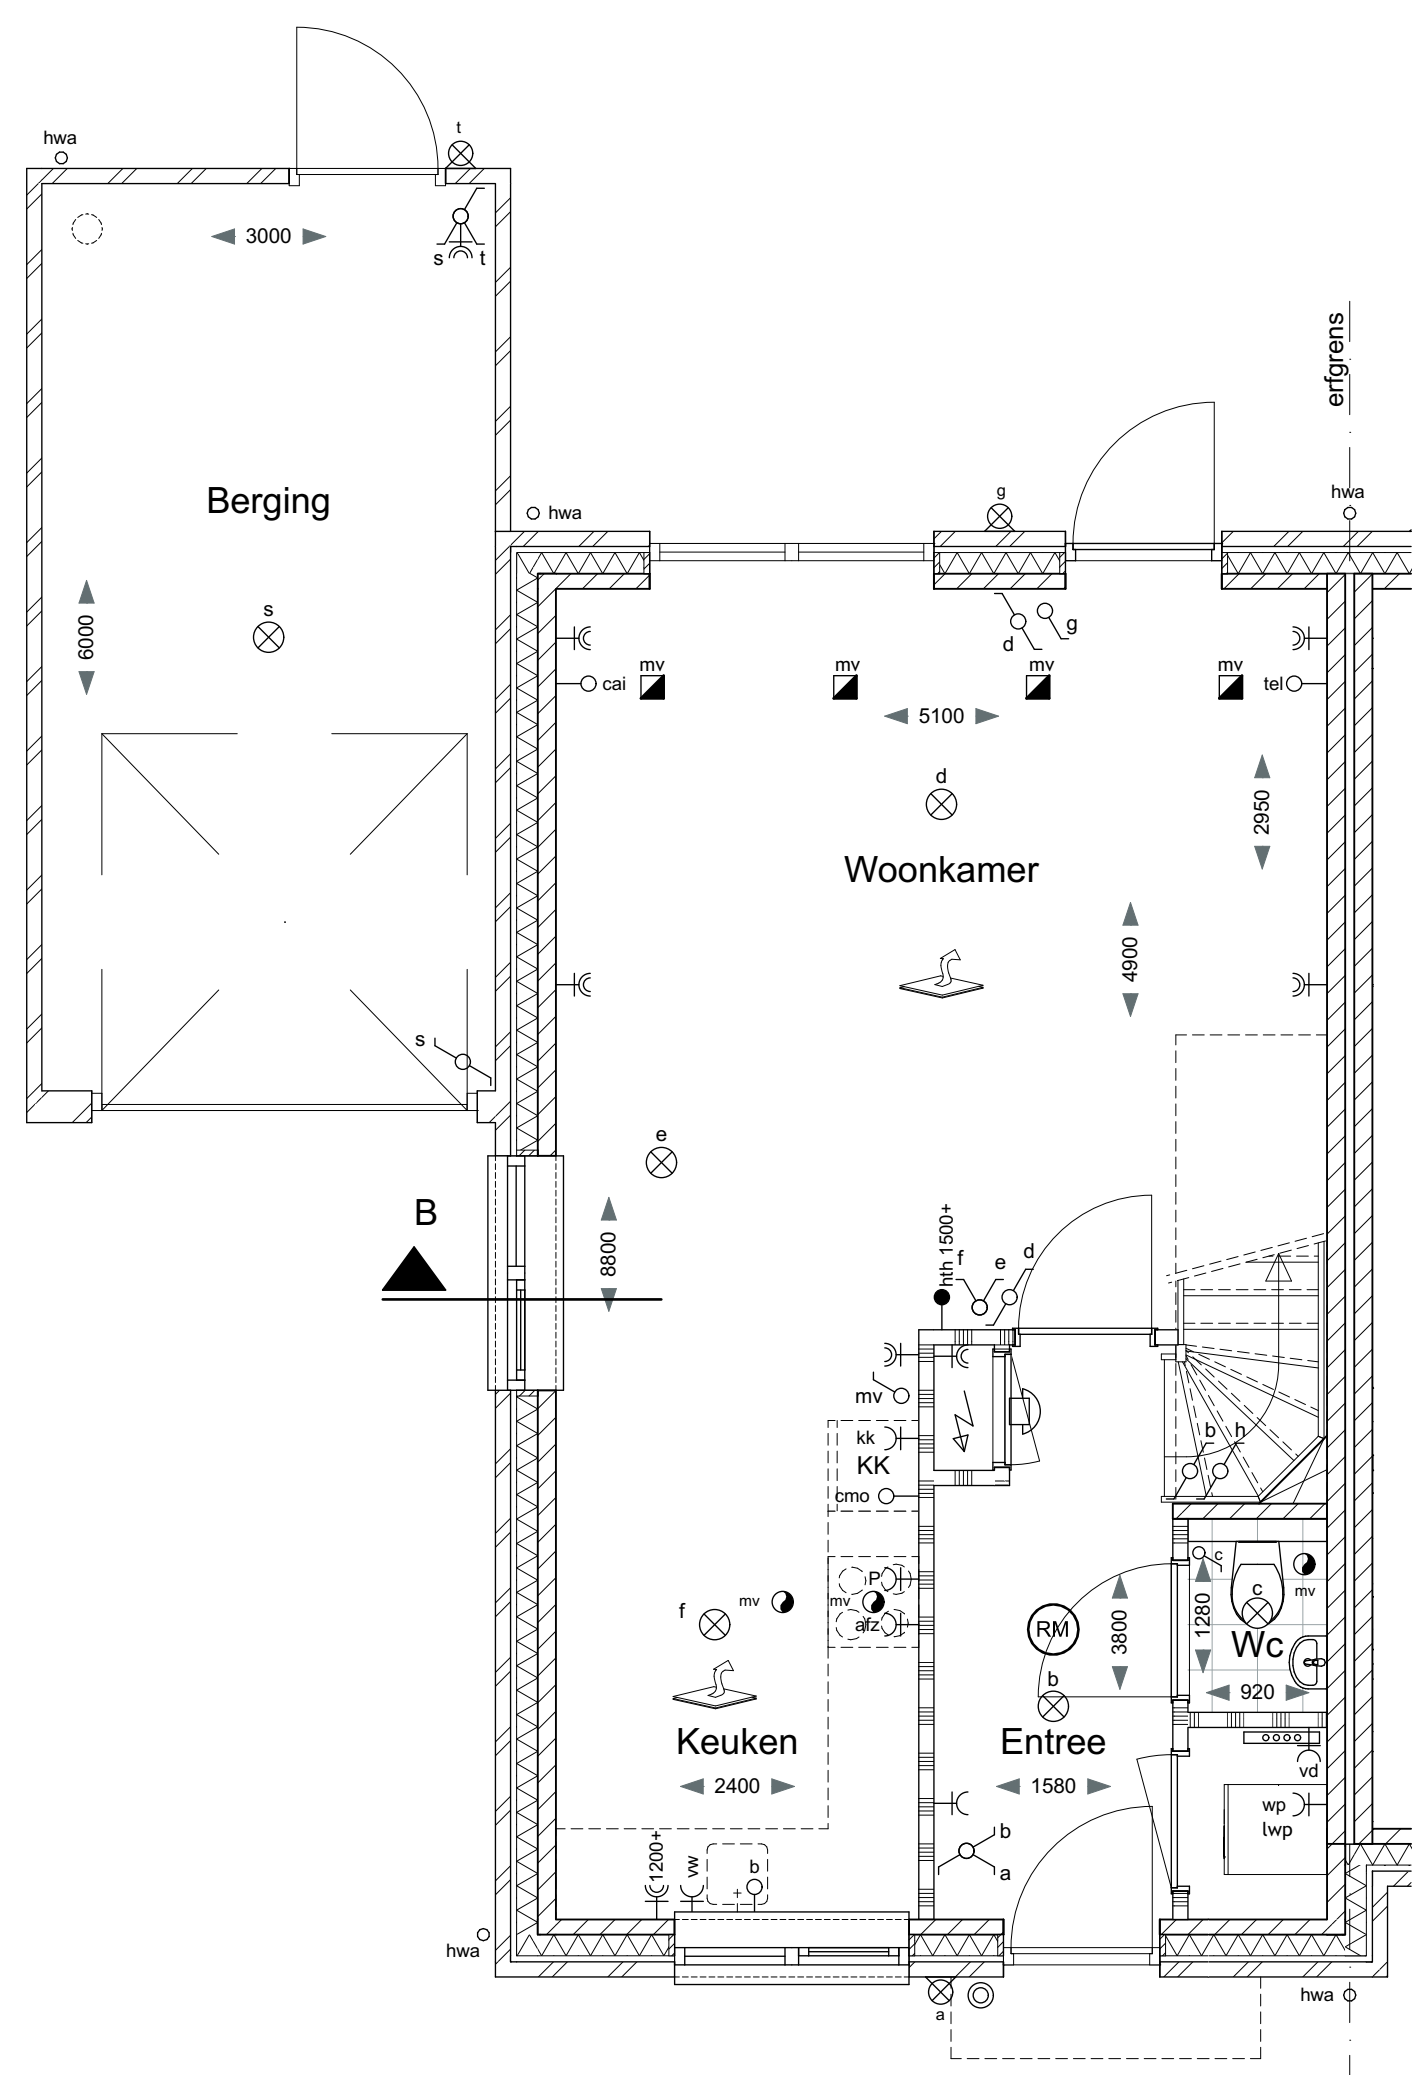 t
hwa
3000
s
t
erfgrens
g
hwa
hwa
Berging
s
6000
d
g
cai
mv
mv
mv
mv
tel
5100
d
2950
Woonkamer
4900
s
e
B
8800
hth 1500+
f
e
d
mv
kk
KK
cmo
b
h
c
c
mv
P
mv
mv
afz
f
RM
3800
1280
Wc
b
920
Keuken
Entree
2400
1580
vd
wp
lwp
1200+
vw
b
b
a
hwa
a
hwa